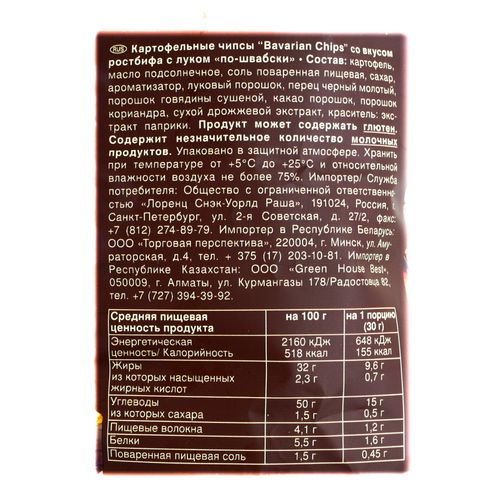 RUS Картофельные чипсы "Bavarian Chips" со вкусом
ростбифа с луком «по-швабски» • Состав: картофель,
масло подсолнечное, соль поваренная пищевая, сахар,
ароматизатор, луковый порошок, перец черный молотый,
порошок говядины сушеной, какао порошок, порошок
кориандра, сухой дрожжевой экстракт, краситель: экс-
тракт паприки. Продукт может содержать глютен.
Содержит незначительное количество молочных
продуктов. Упаковано в защитной атмосфере. Хранить
при температуре от +5°С до +25°С и относительной
влажности воздуха не более 75%. Импортер/ Служба
потребителя: Общество с ограниченной ответственно-
стью «Лоренц Снэк-Уорлд Раша», 191024, Россия, г.
Санкт-Петербург, ул. 2-я Советская, д. 27/2, факс:
+7 (812) 274-89-79. Импортер в Республике Беларусь:
ООО "Торговая перспектива", 220004, г. Минск, ул. Аму-
раторская, д.4, тел. + 375 (17) 203-10-81. Импортер в
Республике Казахстан: ООО «Green House Best»,
050009, г. Алматы, ул. Курмангазы 178/Радостовца 82,
тел. +7 (727) 394-39-92.
Средняя пищевая ценность продукта на 100 г на 1 порцию (30 г)
Энергетическая 2160 кДж 648 кДж
ценность/ Калорийность 518 ккал 155 ккал
Жиры 32 г 9,6 г
из которых насыщенных 2,3 г 0,7 г
жирных кислот
Углеводы 50 г 15 г
из которых сахара 1,5 г 0,5 г
Пищевые волокна 4,1 г 1,2 г
Белки 5,5 г 1,6 г
Поваренная пищевая соль 1,5 г 0,45 г